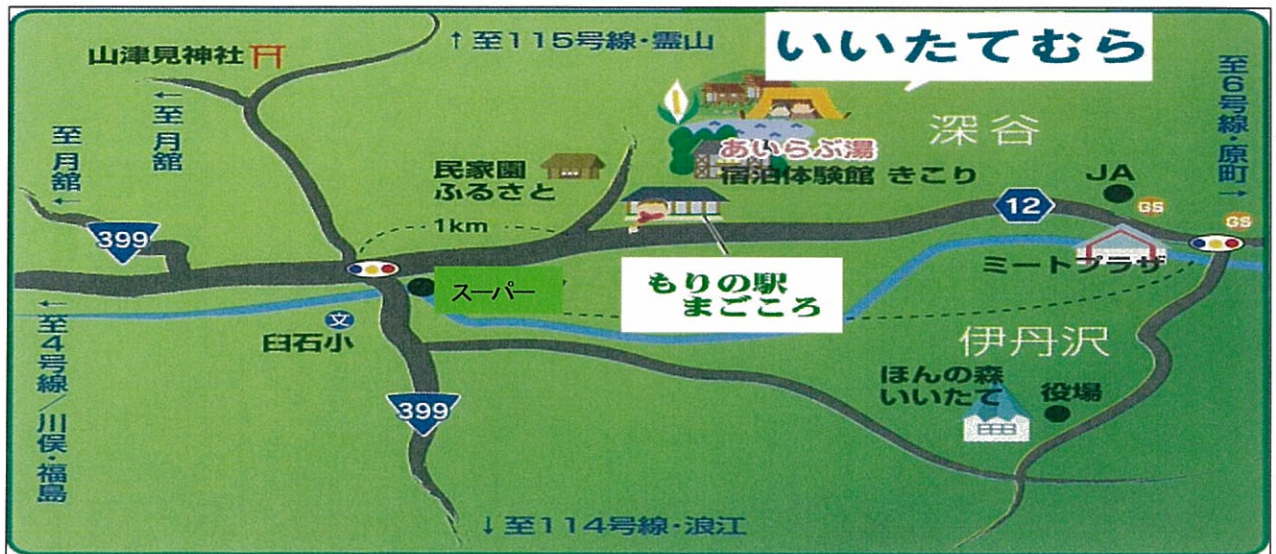 いいたてむら
↑至115号線・霊山
山津見神社
←至月舘
←至月舘
至6号線・原町→
深谷
あいらぶ湯
宿泊体験館 きこり
民家園
ふるさと
JA
GS
GS
12
1km
399
ミートプラザ
スーパー
もりの駅
まごころ
文
臼石小
伊丹沢
ほんの森
いいたて
役場
399
←至4号線/川俣・福島
↓至114号線・浪江